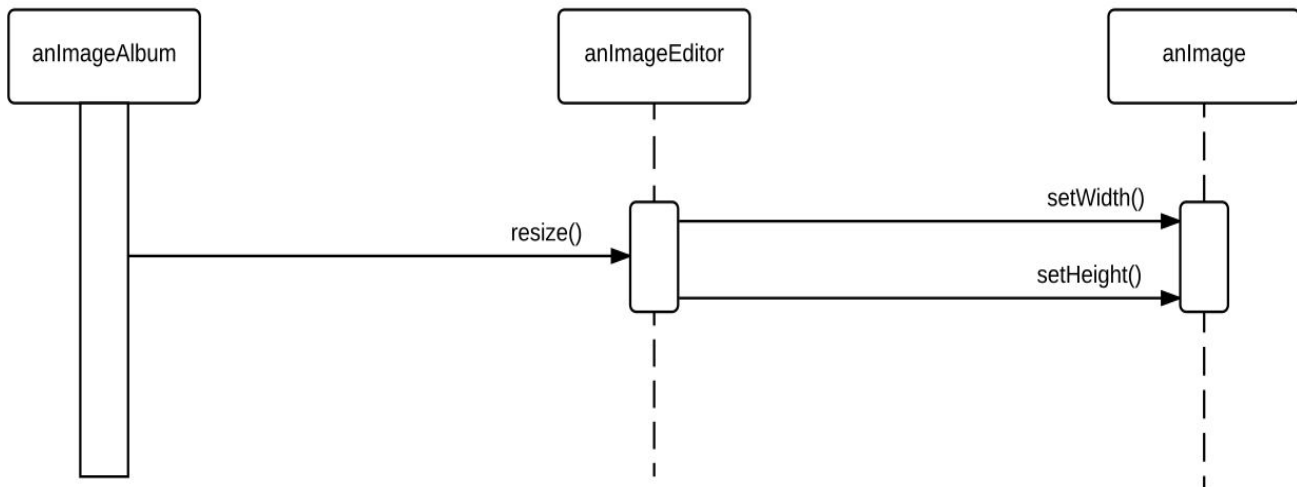 anImageAlbum
anImageEditor
anImage
setWidth()
resize()
setHeight()